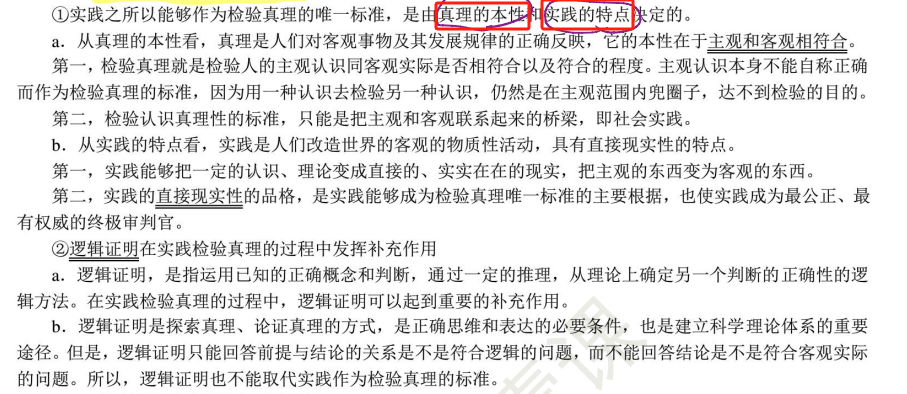 ①实践之所以能够作为检验真理的唯一标准，是由真理的本性和实践的特点决定的。
a．从真理的本性看，真理是人们对客观事物及其发展规律的正确反映，它的本性在于主观和客观相符合。
第一，检验真理就是检验人的主观认识同客观实际是否相符合以及符合的程度。主观认识本身不能自称正确
而作为检验真理的标准，因为用一种认识去检验另一种认识，仍然是在主观范围内兜圈子，达不到检验的目的。
第二，检验认识真理性的标准，只能是把主观和客观联系起来的桥梁，即社会实践。
b．从实践的特点看，实践是人们改造世界的客观的物质性活动，具有直接现实性的特点。
第一，实践能够把一定的认识、理论变成直接的、实实在在的现实，把主观的东西变为客观的东西。
第二，实践的直接现实性的品格，是实践能够成为检验真理唯一标准的主要根据，也使实践成为最公正、最
有权威的终极审判官。
②逻辑证明在实践检验真理的过程中发挥补充作用
a．逻辑证明，是指运用已知的正确概念和判断，通过一定的推理，从理论上确定另一个判断的正确性的逻
辑方法。在实践检验真理的过程中，逻辑证明可以起到重要的补充作用。
b．逻辑证明是探索真理、论证真理的方式，是正确思维和表达的必要条件，也是建立科学理论体系的重要
途径。但是，逻辑证明只能回答前提与结论的关系是不是符合逻辑的问题，而不能回答结论是不是符合客观实际
的问题。所以，逻辑证明也不能取代实践作为检验真理的标准。